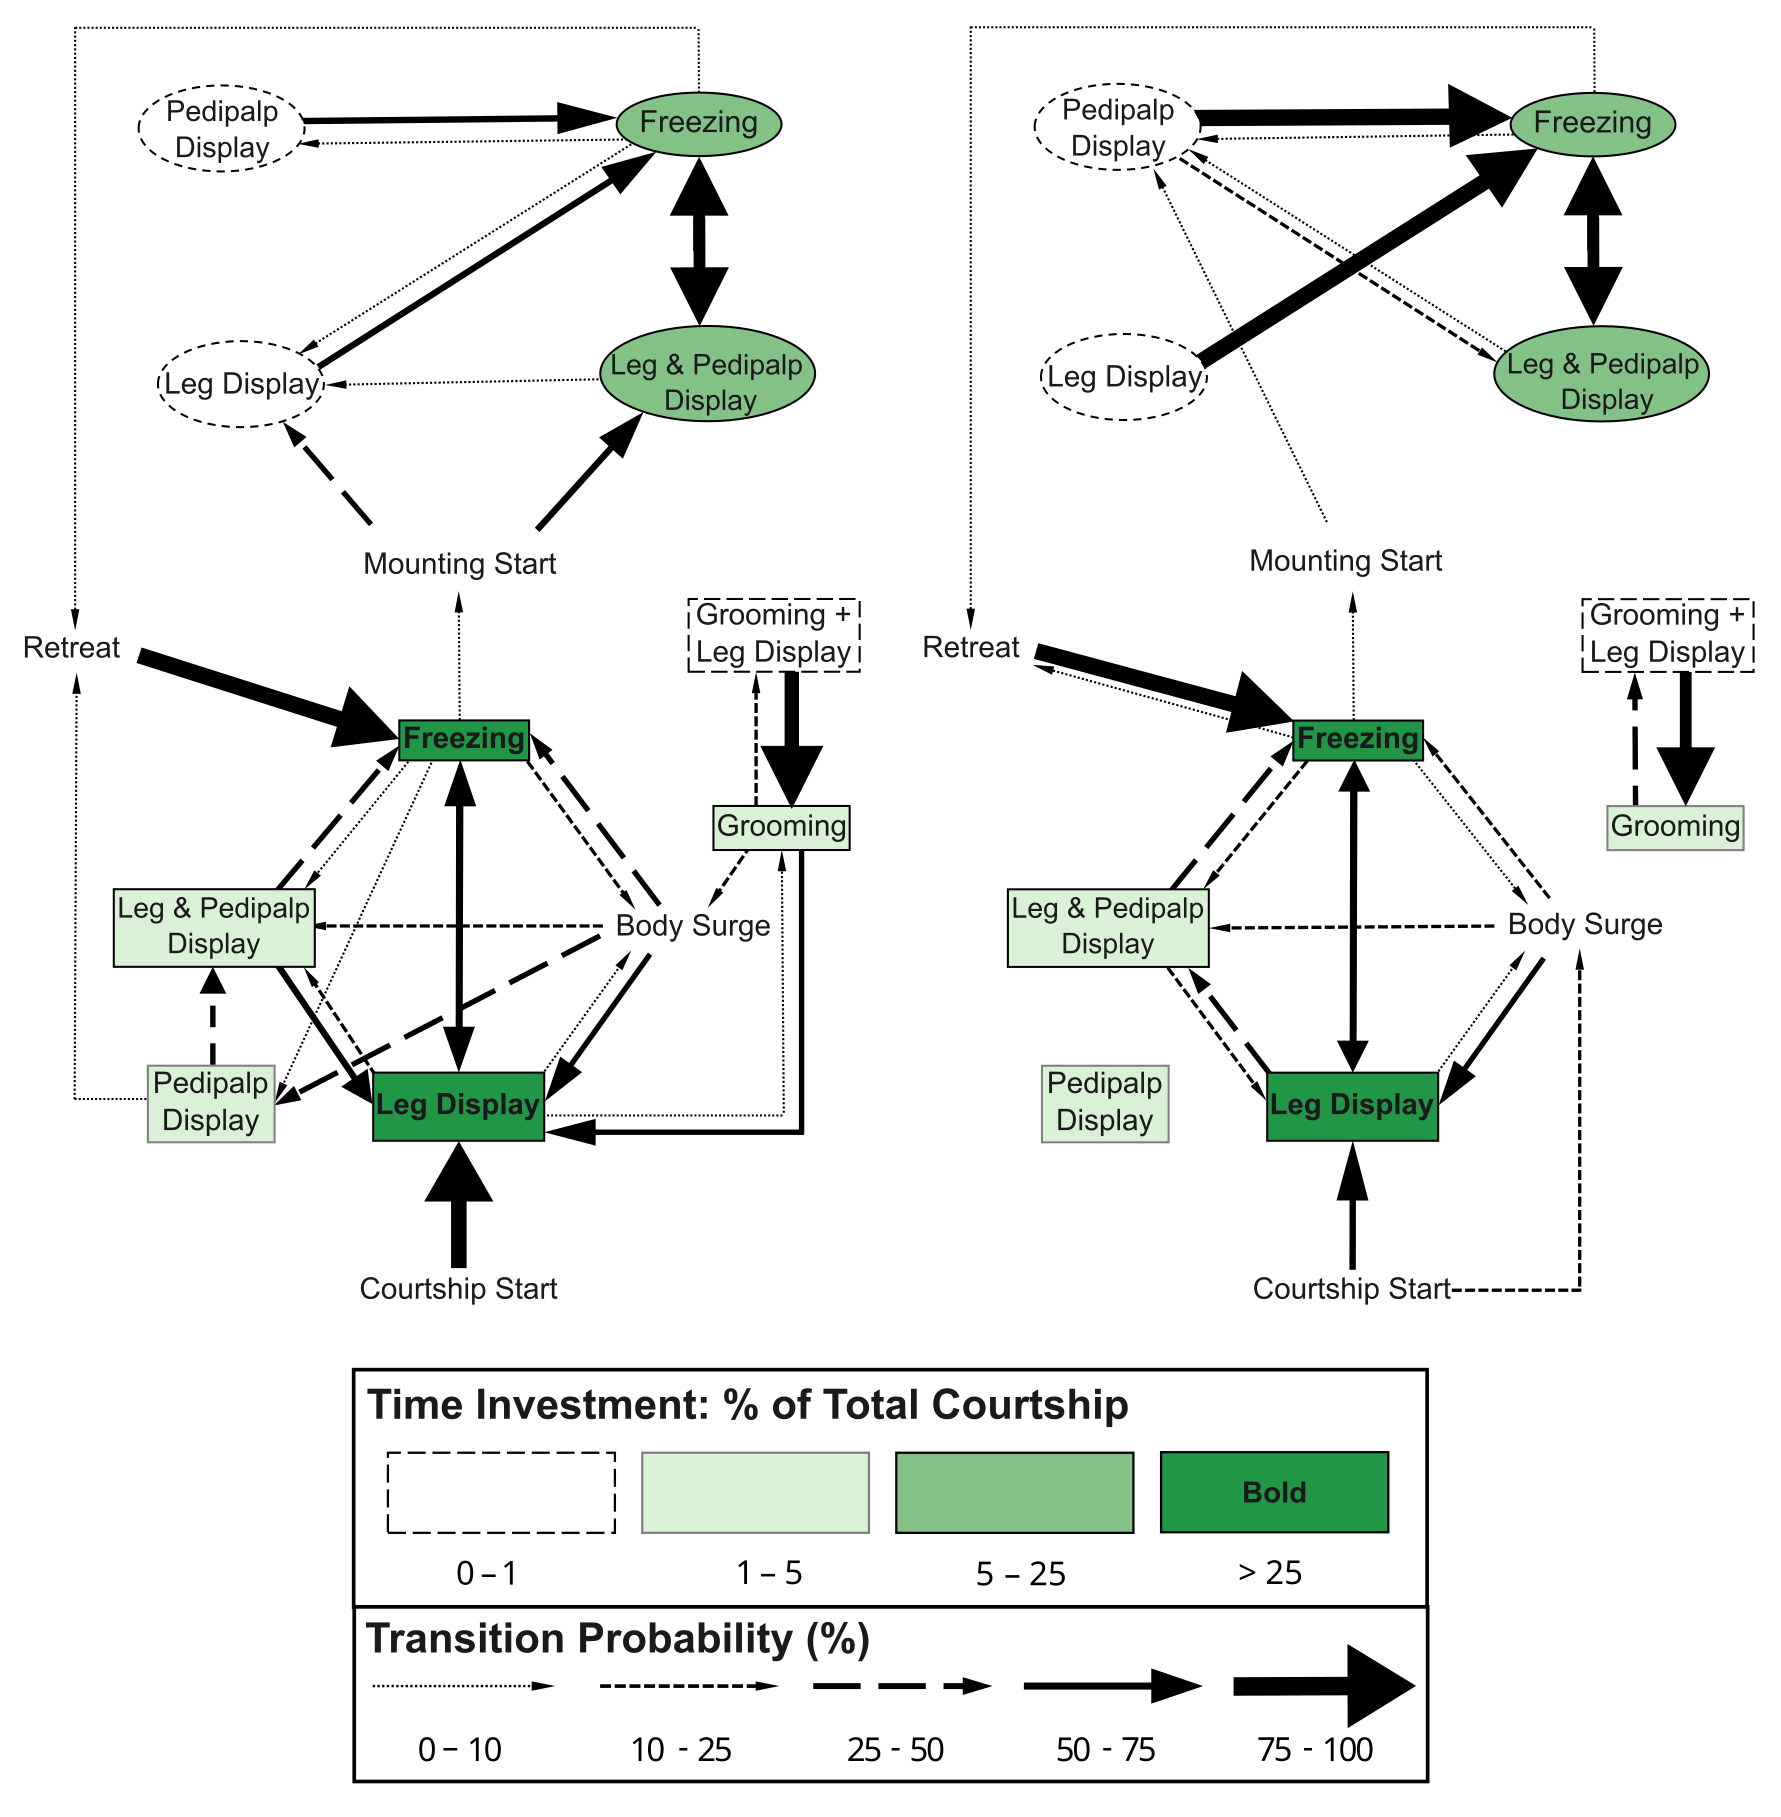 Pedipalp
Display
Freezing
Leg Display
Leg & Pedipalp
Display
Mounting Start
Retreat
Grooming +
Leg Display
Freezing
Grooming
Leg & Pedipalp
Display
Body Surge
Pedipalp
Display
Leg Display
Courtship Start
Pedipalp
Display
Freezing
Leg Display
Leg & Pedipalp
Display
Mounting Start
Retreat
Grooming +
Leg Display
Freezing
Grooming
Leg & Pedipalp
Display
Body Surge
Pedipalp
Display
Leg Display
Courtship Start
Time Investment: % of Total Courtship
Bold
0 – 1
1 – 5
5 – 25
> 25
Transition Probability (%)
0 – 10
10 - 25
25 - 50
50 - 75
75 - 100